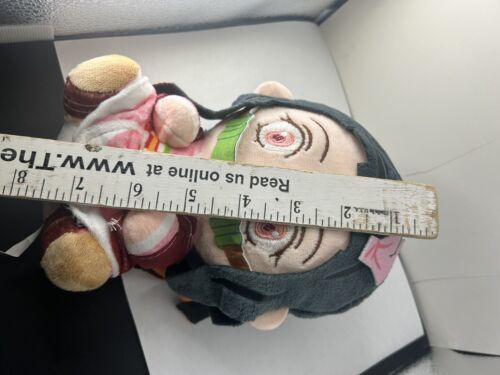 Read us online at www.The
1 2 3 4 5 6 7 8